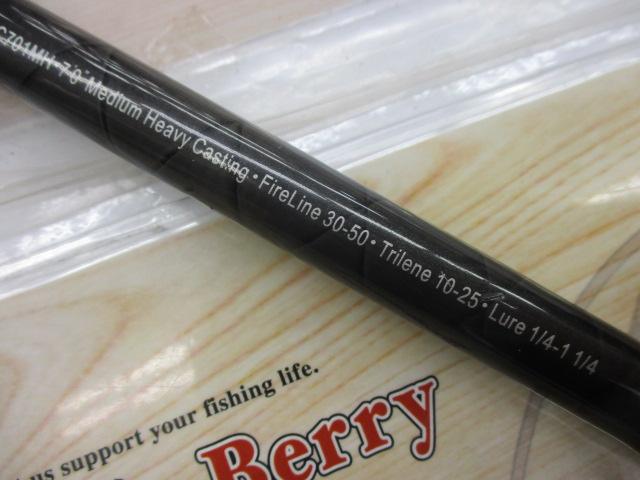 C701MH 7'0" Medium Heavy Casting • FireLine 30-50 • Trilene 10-25 • Lure 1/4-1 1/4
us support your fishing life.
Berry